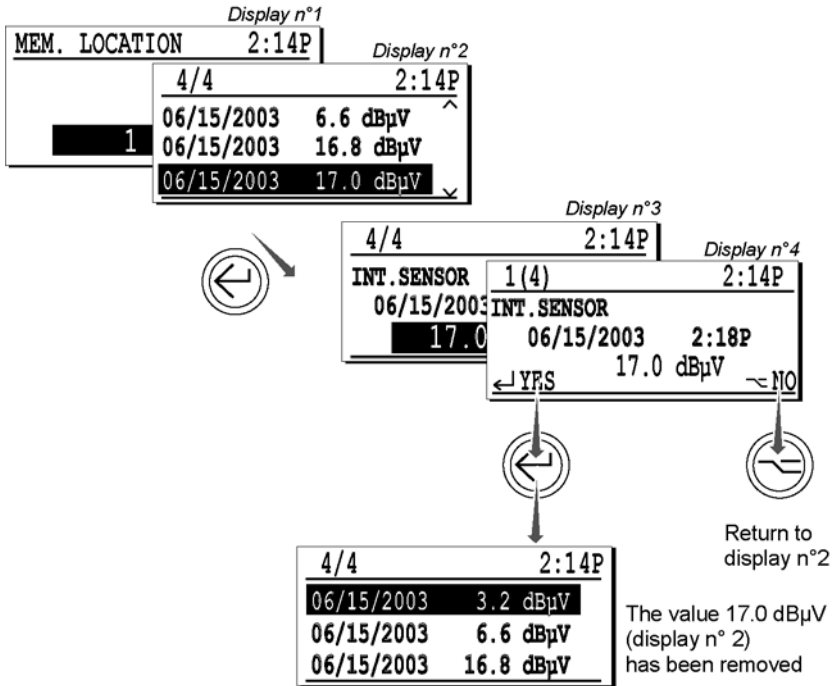 Display n°1
MEM. LOCATION 2:14P
1
Display n°2
4/4 2:14P
06/15/2003 6.6 dBµV
06/15/2003 16.8 dBµV
06/15/2003 17.0 dBµV
Display n°3
4/4 2:14P
INT.SENSOR
06/15/2003
17.0
Display n°4
1(4) 2:14P
INT.SENSOR
06/15/2003 2:18P
17.0 dBµV
YES NO
Return to
display n°2
4/4 2:14P
06/15/2003 3.2 dBµV
06/15/2003 6.6 dBµV
06/15/2003 16.8 dBµV
The value 17.0 dBµV
(display n° 2)
has been removed